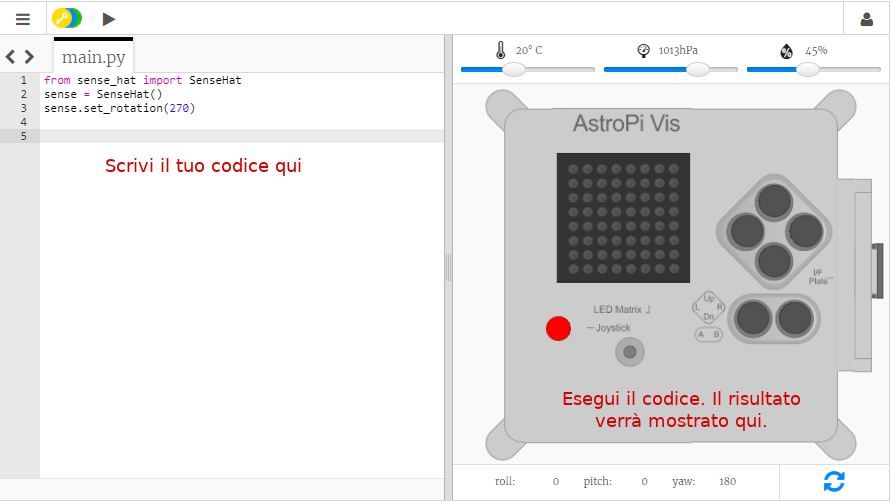 main.py
20° C
1013hPa
45%
1 from sense_hat import SenseHat
2 sense = SenseHat()
3 sense.set_rotation(270)
4
5
Scrivi il tuo codice qui
AstroPi Vis
I/F
Plate
LED Matrix
Joystick
Up
L R
Dn
A B
Esegui il codice. Il risultato
verrà mostrato qui.
roll: 0 pitch: 0 yaw: 180